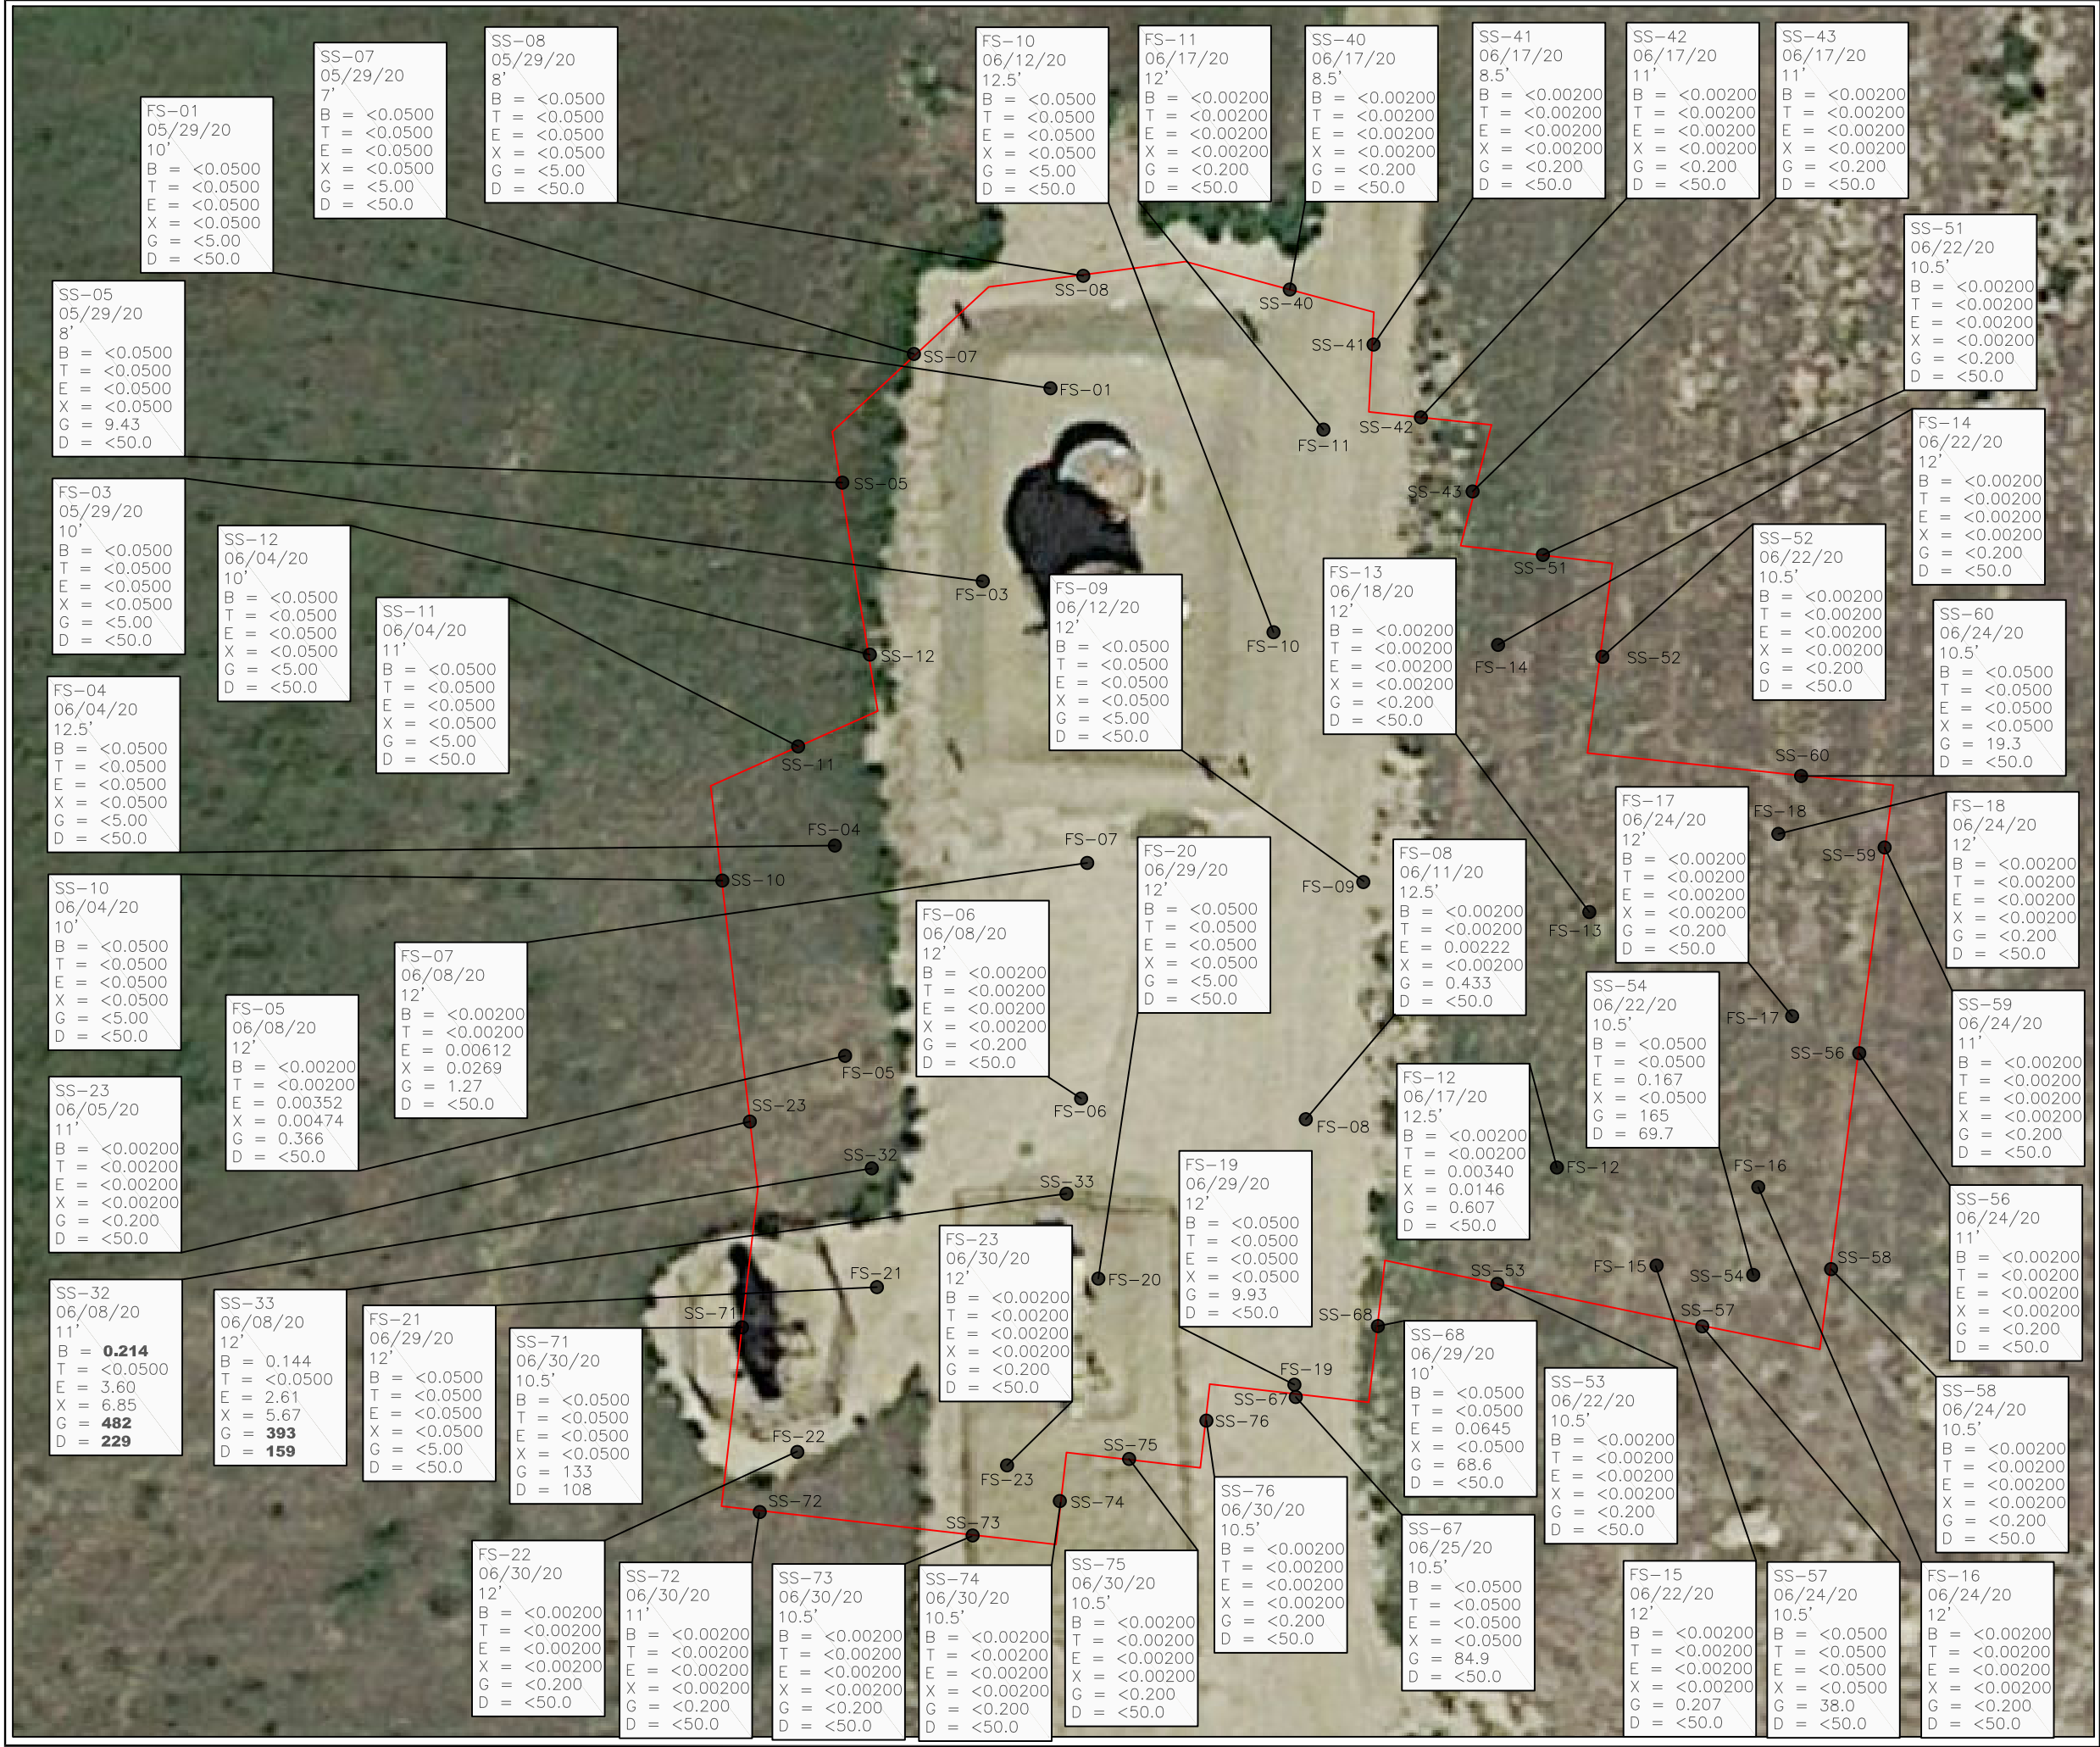 SS-08
05/29/20
8'
B = <0.0500
T = <0.0500
E = <0.0500
X = <0.0500
G = <5.00
D = <50.0
SS-07
05/29/20
7'
B = <0.0500
T = <0.0500
E = <0.0500
X = <0.0500
G = <5.00
D = <50.0
FS-01
05/29/20
10'
B = <0.0500
T = <0.0500
E = <0.0500
X = <0.0500
G = <5.00
D = <50.0
FS-10
06/12/20
12.5'
B = <0.0500
T = <0.0500
E = <0.0500
X = <0.0500
G = <5.00
D = <50.0
FS-11
06/17/20
12'
B = <0.00200
T = <0.00200
E = <0.00200
X = <0.00200
G = <0.200
D = <50.0
SS-40
06/17/20
8.5'
B = <0.00200
T = <0.00200
E = <0.00200
X = <0.00200
G = <0.200
D = <50.0
SS-41
06/17/20
8.5'
B = <0.00200
T = <0.00200
E = <0.00200
X = <0.00200
G = <0.200
D = <50.0
SS-42
06/17/20
11'
B = <0.00200
T = <0.00200
E = <0.00200
X = <0.00200
G = <0.200
D = <50.0
SS-43
06/17/20
11'
B = <0.00200
T = <0.00200
E = <0.00200
X = <0.00200
G = <0.200
D = <50.0
SS-51
06/22/20
10.5'
B = <0.00200
T = <0.00200
E = <0.00200
X = <0.00200
G = <0.200
D = <50.0
SS-05
05/29/20
8'
B = <0.0500
T = <0.0500
E = <0.0500
X = <0.0500
G = 9.43
D = <50.0
FS-14
06/22/20
12'
B = <0.00200
T = <0.00200
E = <0.00200
X = <0.00200
G = <0.200
D = <50.0
FS-03
05/29/20
10'
B = <0.0500
T = <0.0500
E = <0.0500
X = <0.0500
G = <5.00
D = <50.0
SS-12
06/04/20
10'
B = <0.0500
T = <0.0500
E = <0.0500
X = <0.0500
G = <5.00
D = <50.0
SS-11
06/04/20
11'
B = <0.0500
T = <0.0500
E = <0.0500
X = <0.0500
G = <5.00
D = <50.0
FS-09
06/12/20
12'
B = <0.0500
T = <0.0500
E = <0.0500
X = <0.0500
G = <5.00
D = <50.0
FS-13
06/18/20
12'
B = <0.00200
T = <0.00200
E = <0.00200
X = <0.00200
G = <0.200
D = <50.0
SS-52
06/22/20
10.5'
B = <0.00200
T = <0.00200
E = <0.00200
X = <0.00200
G = <0.200
D = <50.0
SS-60
06/24/20
10.5'
B = <0.0500
T = <0.0500
E = <0.0500
X = <0.0500
G = 19.3
D = <50.0
FS-04
06/04/20
12.5'
B = <0.0500
T = <0.0500
E = <0.0500
X = <0.0500
G = <5.00
D = <50.0
FS-17
06/24/20
12'
B = <0.00200
T = <0.00200
E = <0.00200
X = <0.00200
G = <0.200
D = <50.0
FS-18
06/24/20
12'
B = <0.00200
T = <0.00200
E = <0.00200
X = <0.00200
G = <0.200
D = <50.0
SS-10
06/04/20
10'
B = <0.0500
T = <0.0500
E = <0.0500
X = <0.0500
G = <5.00
D = <50.0
FS-07
06/08/20
12'
B = <0.00200
T = <0.00200
E = 0.00612
X = 0.0269
G = 1.27
D = <50.0
FS-05
06/08/20
12'
B = <0.00200
T = <0.00200
E = 0.00352
X = 0.00474
G = 0.366
D = <50.0
FS-06
06/08/20
12'
B = <0.00200
T = <0.00200
E = <0.00200
X = <0.00200
G = <0.200
D = <50.0
FS-20
06/29/20
12'
B = <0.0500
T = <0.0500
E = <0.0500
X = <0.0500
G = <5.00
D = <50.0
FS-08
06/11/20
12.5'
B = <0.00200
T = <0.00200
E = 0.00222
X = <0.00200
G = 0.433
D = <50.0
SS-54
06/22/20
10.5'
B = <0.0500
T = <0.0500
E = 0.167
X = <0.0500
G = 165
D = 69.7
SS-59
06/24/20
11'
B = <0.00200
T = <0.00200
E = <0.00200
X = <0.00200
G = <0.200
D = <50.0
SS-23
06/05/20
11'
B = <0.00200
T = <0.00200
E = <0.00200
X = <0.00200
G = <0.200
D = <50.0
FS-12
06/17/20
12.5'
B = <0.00200
T = <0.00200
E = 0.00340
X = 0.0146
G = 0.607
D = <50.0
SS-56
06/24/20
11'
B = <0.00200
T = <0.00200
E = <0.00200
X = <0.00200
G = <0.200
D = <50.0
SS-32
06/08/20
11'
B = 0.214
T = <0.0500
E = 3.60
X = 6.85
G = 482
D = 229
SS-33
06/08/20
12'
B = 0.144
T = <0.0500
E = 2.61
X = 5.67
G = 393
D = 159
FS-21
06/29/20
12'
B = <0.0500
T = <0.0500
E = <0.0500
X = <0.0500
G = <5.00
D = <50.0
SS-71
06/30/20
10.5'
B = <0.0500
T = <0.0500
E = <0.0500
X = <0.0500
G = 133
D = 108
FS-23
06/30/20
12'
B = <0.00200
T = <0.00200
E = <0.00200
X = <0.00200
G = <0.200
D = <50.0
FS-19
06/29/20
12'
B = <0.0500
T = <0.0500
E = <0.0500
X = <0.0500
G = 9.93
D = <50.0
SS-68
06/29/20
10'
B = <0.0500
T = <0.0500
E = 0.0645
X = <0.0500
G = 68.6
D = <50.0
SS-53
06/22/20
10.5'
B = <0.00200
T = <0.00200
E = <0.00200
X = <0.00200
G = <0.200
D = <50.0
SS-58
06/24/20
10.5'
B = <0.00200
T = <0.00200
E = <0.00200
X = <0.00200
G = <0.200
D = <50.0
FS-22
06/30/20
12'
B = <0.00200
T = <0.00200
E = <0.00200
X = <0.00200
G = <0.200
D = <50.0
SS-72
06/30/20
11'
B = <0.00200
T = <0.00200
E = <0.00200
X = <0.00200
G = <0.200
D = <50.0
SS-73
06/30/20
10.5'
B = <0.00200
T = <0.00200
E = <0.00200
X = <0.00200
G = <0.200
D = <50.0
SS-74
06/30/20
10.5'
B = <0.00200
T = <0.00200
E = <0.00200
X = <0.00200
G = <0.200
D = <50.0
SS-75
06/30/20
10.5'
B = <0.00200
T = <0.00200
E = <0.00200
X = <0.00200
G = <0.200
D = <50.0
SS-76
06/30/20
10.5'
B = <0.00200
T = <0.00200
E = <0.00200
X = <0.00200
G = <0.200
D = <50.0
SS-67
06/25/20
10.5'
B = <0.0500
T = <0.0500
E = <0.0500
X = <0.0500
G = 84.9
D = <50.0
FS-15
06/22/20
12'
B = <0.00200
T = <0.00200
E = <0.00200
X = <0.00200
G = 0.207
D = <50.0
SS-57
06/24/20
10.5'
B = <0.0500
T = <0.0500
E = <0.0500
X = <0.0500
G = 38.0
D = <50.0
FS-16
06/24/20
12'
B = <0.00200
T = <0.00200
E = <0.00200
X = <0.00200
G = <0.200
D = <50.0
SS-08
SS-40
SS-41
SS-07
FS-01
SS-42
FS-11
SS-05
SS-43
SS-51
FS-03
FS-10
SS-12
FS-14
SS-52
SS-11
SS-60
FS-04
FS-18
FS-07
SS-59
SS-10
FS-09
FS-13
FS-17
SS-56
FS-05
FS-06
SS-23
FS-08
SS-32
FS-12
FS-16
SS-33
SS-58
FS-21
FS-20
FS-15
SS-54
SS-53
SS-71
SS-68
SS-57
FS-19
SS-67
SS-76
FS-22
SS-75
FS-23
SS-72
SS-74
SS-73